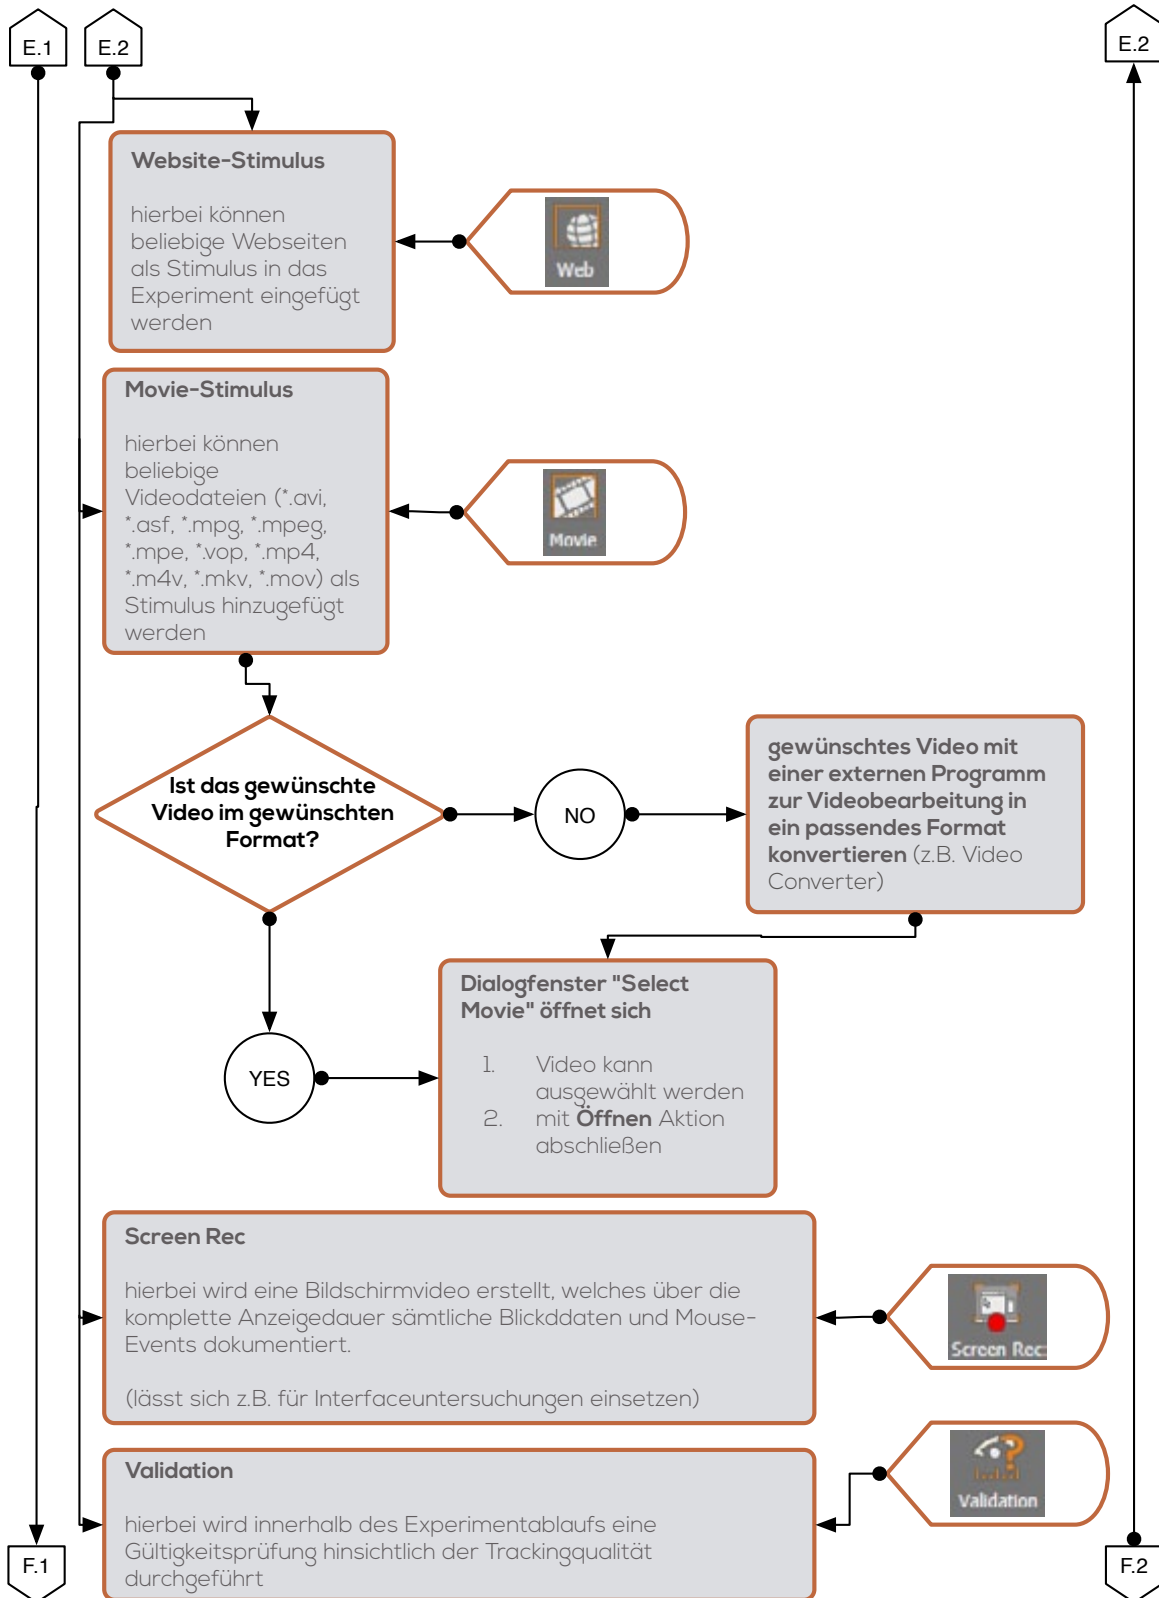 E.1
E.2
E.2
Website-Stimulus
hierbei können
beliebige Webseiten
als Stimulus in das
Experiment eingefügt
werden
Web
Movie-Stimulus
hierbei können
beliebige
Videodateien (*.avi,
*.asf, *.mpg, *.mpeg,
*.mpe, *.vop, *.mp4,
*.m4v, *.mkv, *.mov) als
Stimulus hinzugefügt
werden
Movie
Ist das gewünschte
Video im gewünschten
Format?
NO
gewünschtes Video mit
einer externen Programm
zur Videobearbeitung in
ein passendes Format
konvertieren (z.B. Video
Converter)
YES
Dialogfenster "Select
Movie" öffnet sich
1. Video kann
ausgewählt werden
2. mit Öffnen Aktion
abschließen
Screen Rec
hierbei wird eine Bildschirmvideo erstellt, welches über die
komplette Anzeigedauer sämtliche Blickddaten und Mouse-
Events dokumentiert.
(lässt sich z.B. für Interfaceuntersuchungen einsetzen)
Screen Rec
Validation
hierbei wird innerhalb des Experimentablaufs eine
Gültigkeitsprüfung hinsichtlich der Trackingqualität
durchgeführt
Validation
F.1
F.2